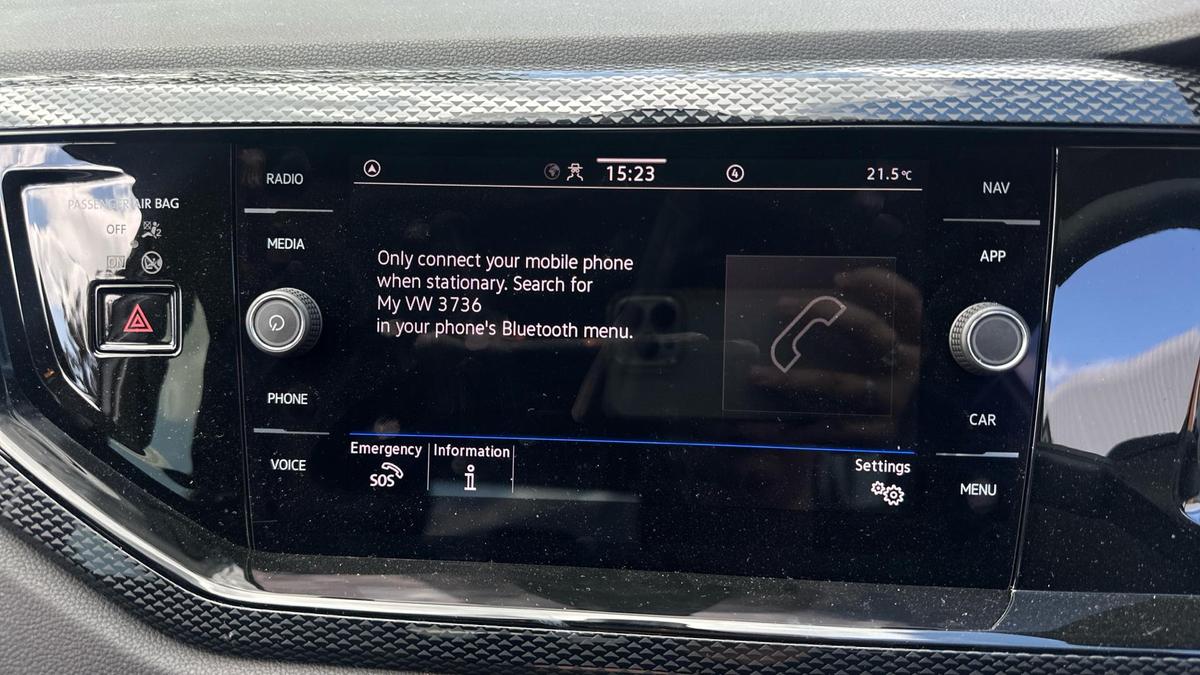 PASSENGER AIR BAG
OFF
ON
RADIO
MEDIA
PHONE
VOICE
15:23
4
21.5°C
Only connect your mobile phone
when stationary. Search for
My VW 3736
in your phone's Bluetooth menu.
Emergency
SOS
Information
i
Settings
NAV
APP
CAR
MENU